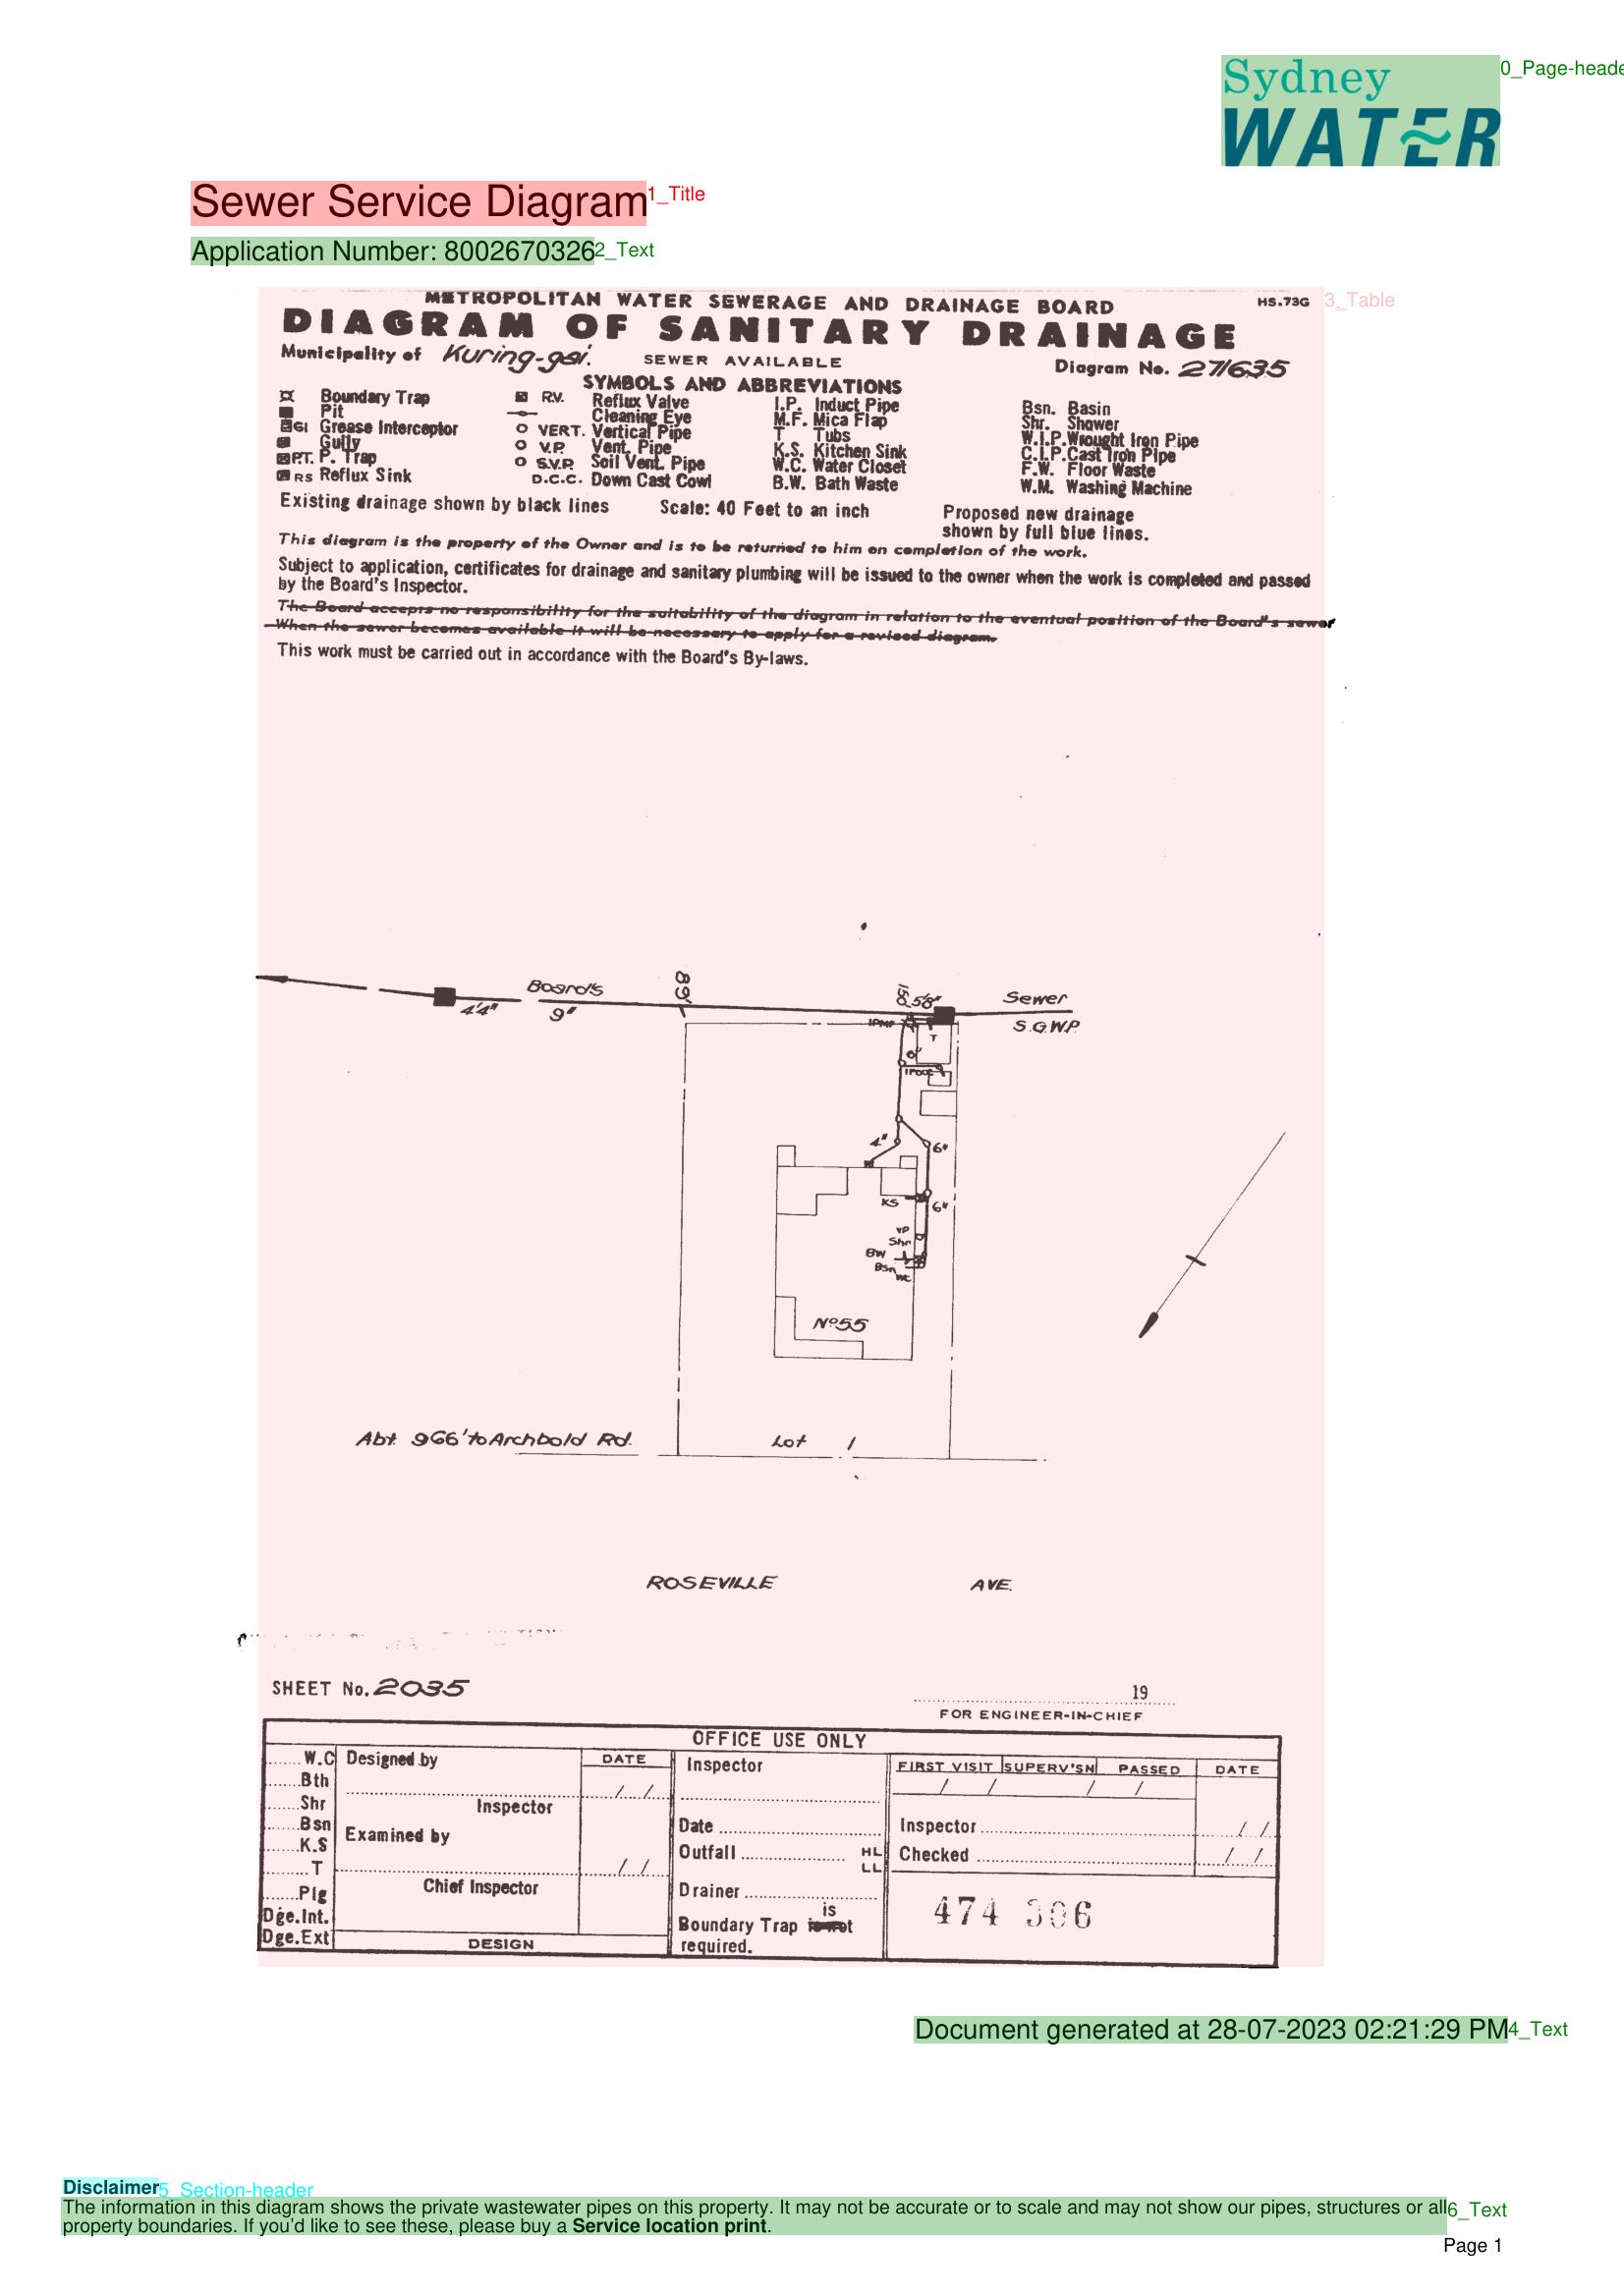 Sydney
WATER
0_Page-heade
Sewer Service Diagram
1_Title
Application Number: 8002670326
2_Text
METROPOLITAN WATER SEWERAGE AND DRAINAGE BOARD
HS.73G
3_Table
DIAGRAM OF SANITARY DRAINAGE
Municipality of Kuring-gai.
SEWER AVAILABLE
Diagram No. 271635
SYMBOLS AND ABBREVIATIONS
Boundary Trap
Pit
GI Grease Interceptor
Gully
P.T. P. Trap
RS Reflux Sink
R.V. Reflux Valve
Cleaning Eye
VERT. Vertical Pipe
V.P. Vent. Pipe
S.V.P. Soil Vent. Pipe
D.C.C. Down Cast Cowl
I.P. Induct Pipe
M.F. Mica Flap
T Tubs
K.S. Kitchen Sink
W.C. Water Closet
B.W. Bath Waste
Bsn. Basin
Shr. Shower
W.I.P. Wrought Iron Pipe
C.I.P. Cast Iron Pipe
F.W. Floor Waste
W.M. Washing Machine
Existing drainage shown by black lines
Scale: 40 Feet to an inch
Proposed new drainage
shown by full blue lines.
This diagram is the property of the Owner and is to be returned to him on completion of the work.
Subject to application, certificates for drainage and sanitary plumbing will be issued to the owner when the work is completed and passed
by the Board's Inspector.
The Board accepts no responsibility for the suitability of the diagram in relation to the eventual position of the Board's sewer
When the sewer becomes available it will be necessary to apply for a revised diagram.
This work must be carried out in accordance with the Board's By-laws.
Board's
89'
150'
5'8"
Sewer
4'4"
9"
S.G.W.P.
IPMF
T
6'
IPDCC
4"
6"
KS
6"
VP
Shr
BW
Bsn
WC
No55
Abt 966' to Archbold Rd.
Lot 1
ROSEVILLE AVE.
SHEET No. 2035
19
FOR ENGINEER-IN-CHIEF
OFFICE USE ONLY
W.C
Bth
Shr
Bsn
K.S
T
Plg
Dge.Int.
Dge.Ext
Designed by
DATE
/ /
Inspector
Examined by
/ /
Chief Inspector
DESIGN
Inspector
Date
Outfall HL
LL
Drainer
is
Boundary Trap is not
required.
FIRST VISIT SUPERV'SN PASSED DATE
/ / / /
Inspector / /
Checked / /
474 306
Document generated at 28-07-2023 02:21:29 PM
4_Text
Disclaimer
5_Section-header
The information in this diagram shows the private wastewater pipes on this property. It may not be accurate or to scale and may not show our pipes, structures or all
6_Text
property boundaries. If you'd like to see these, please buy a Service location print.
Page 1